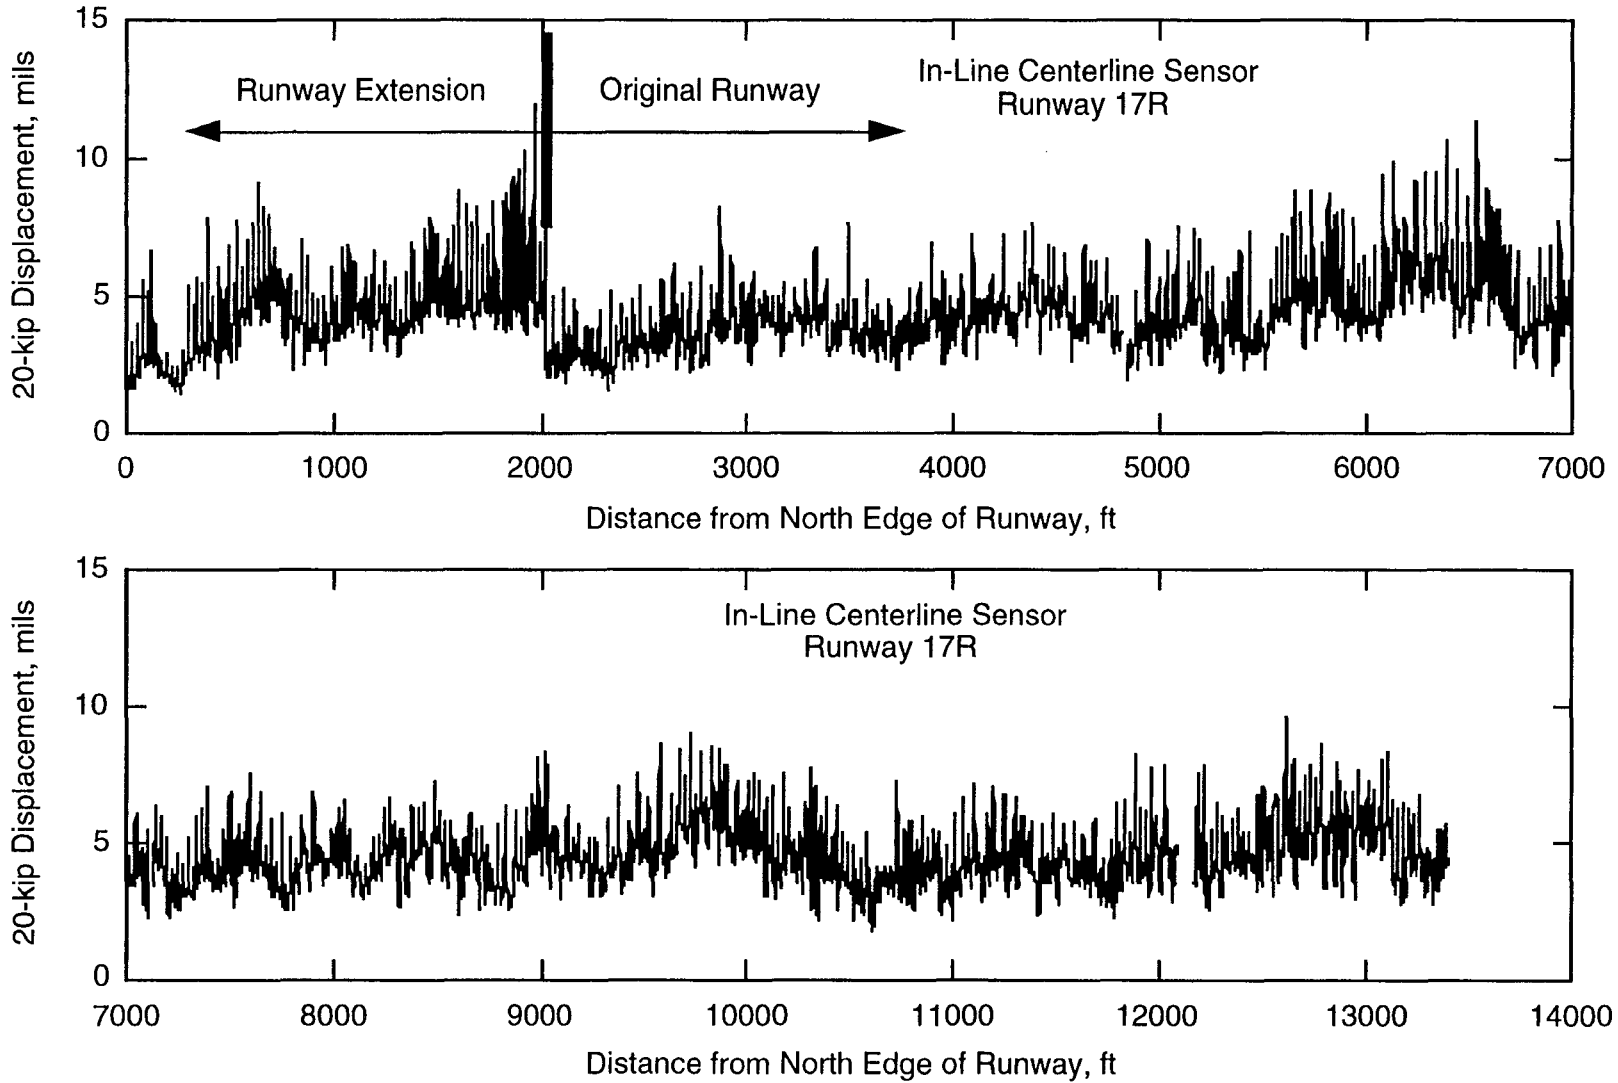 15
Runway Extension
Original Runway
In-Line Centerline Sensor
Runway 17R
10
5
0
20-kip Displacement, mils
0 1000 2000 3000 4000 5000 6000 7000
Distance from North Edge of Runway, ft
15
In-Line Centerline Sensor
Runway 17R
10
5
0
20-kip Displacement, mils
7000 8000 9000 10000 11000 12000 13000 14000
Distance from North Edge of Runway, ft